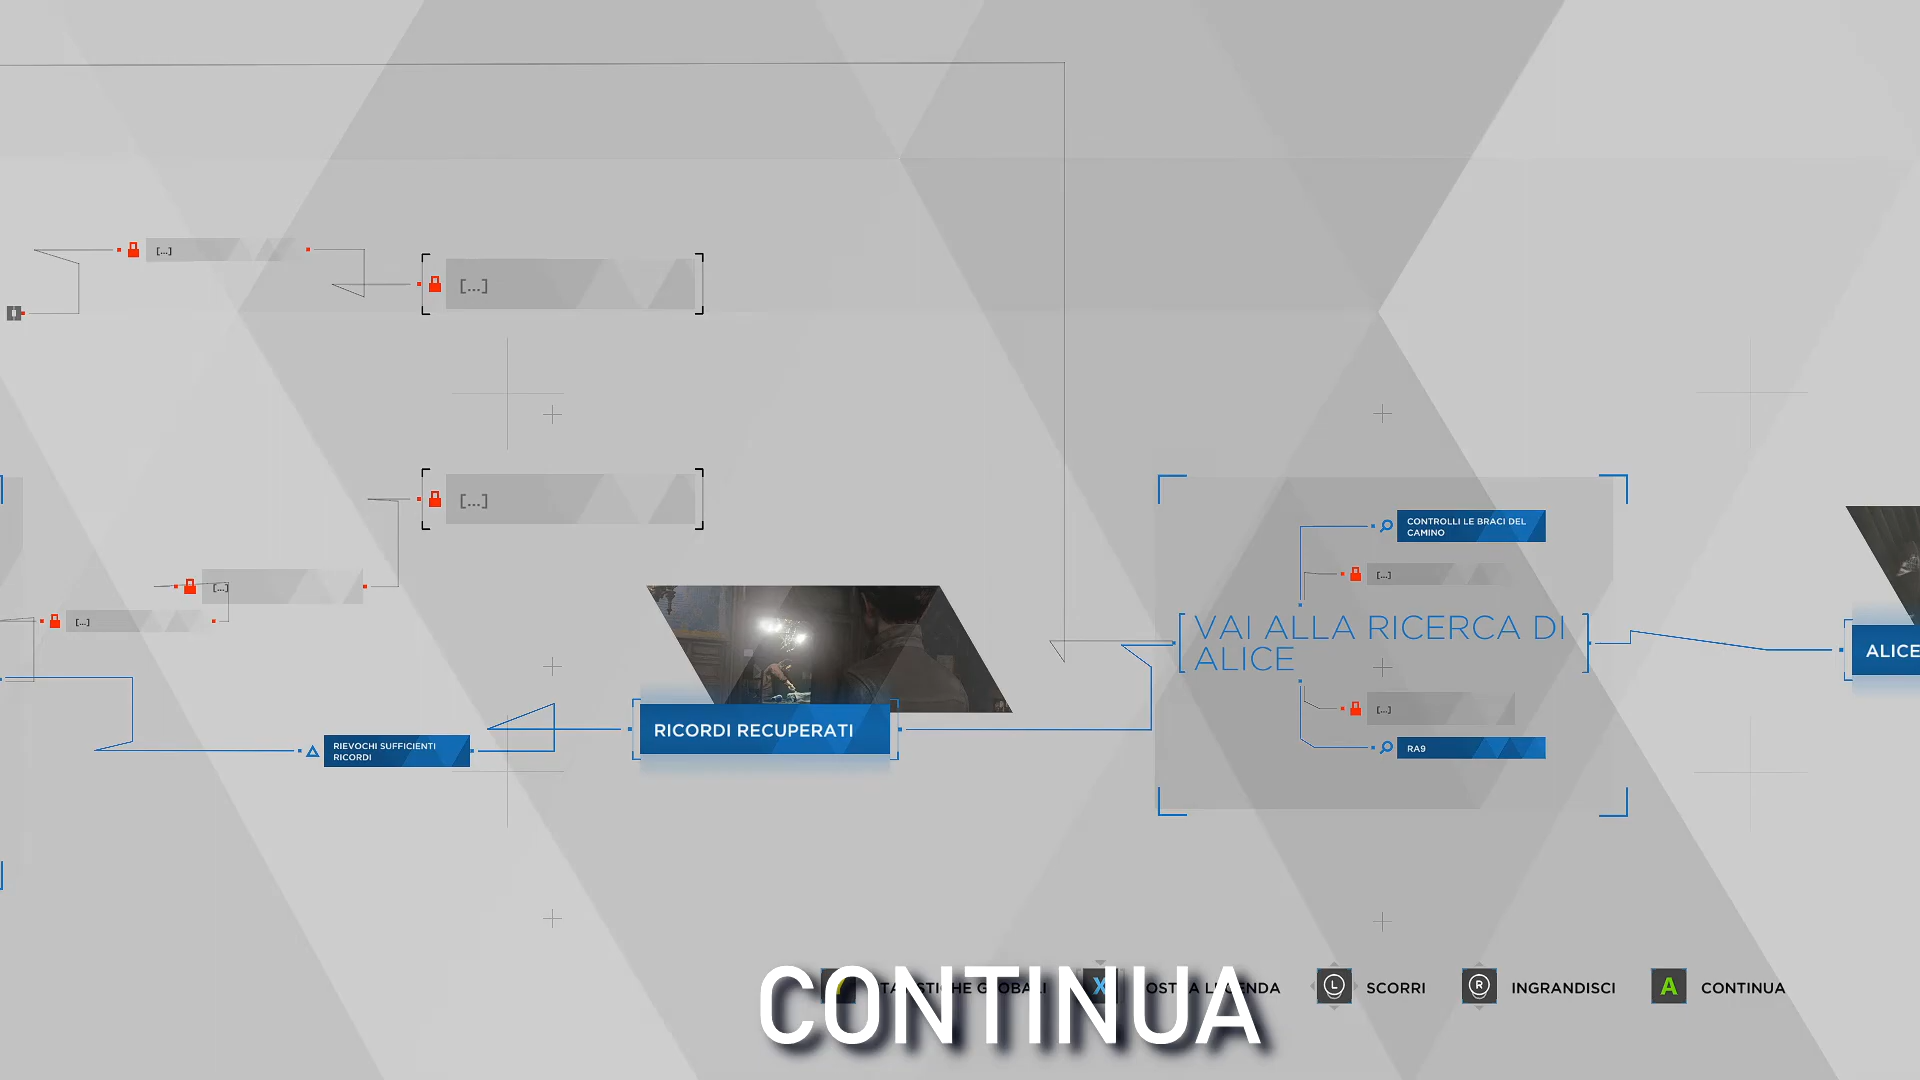 [...]
[...]
[...]
[...]
[...]
RIEVOCHI SUFFICIENTI
RICORDI
RICORDI RECUPERATI
CONTROLLI LE BRACI DEL
CAMINO
[...]
VAI ALLA RICERCA DI
ALICE
[...]
RA9
ALICE
CONTINUA
SCORRI
INGRANDISCI
A CONTINUA